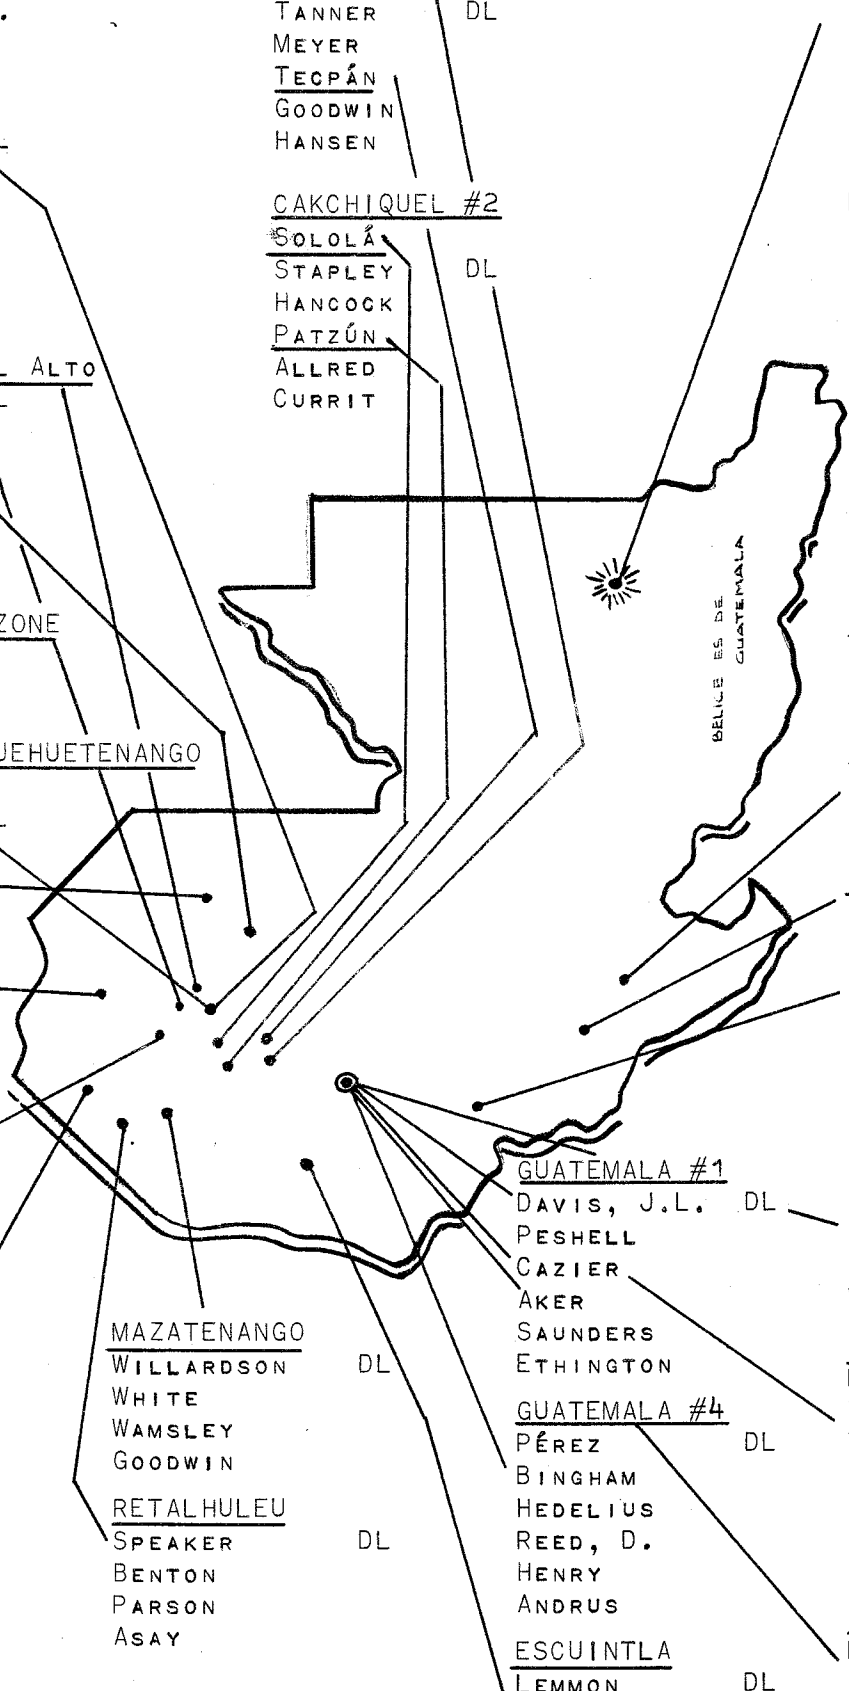 TANNER DL
MEYER
TECPÁN
GOODWIN
HANSEN
CAKCHIQUEL #2
SOLOLÁ
STAPLEY DL
HANCOCK
PATZÚN
ALLRED
CURRIT
ALTO
ZONE
UEHUETENANGO
BELICE ES DE
GUATEMALA
GUATEMALA #1
DAVIS, J.L. DL
PESHELL
CAZIER
AKER
SAUNDERS
ETHINGTON
GUATEMALA #4
PÉREZ DL
BINGHAM
HEDELIUS
REED, D.
HENRY
ANDRUS
ESCUINTLA
LEMMON DL
MAZATENANGO
WILLARDSON DL
WHITE
WAMSLEY
GOODWIN
RETALHULEU
SPEAKER DL
BENTON
PARSON
ASAY